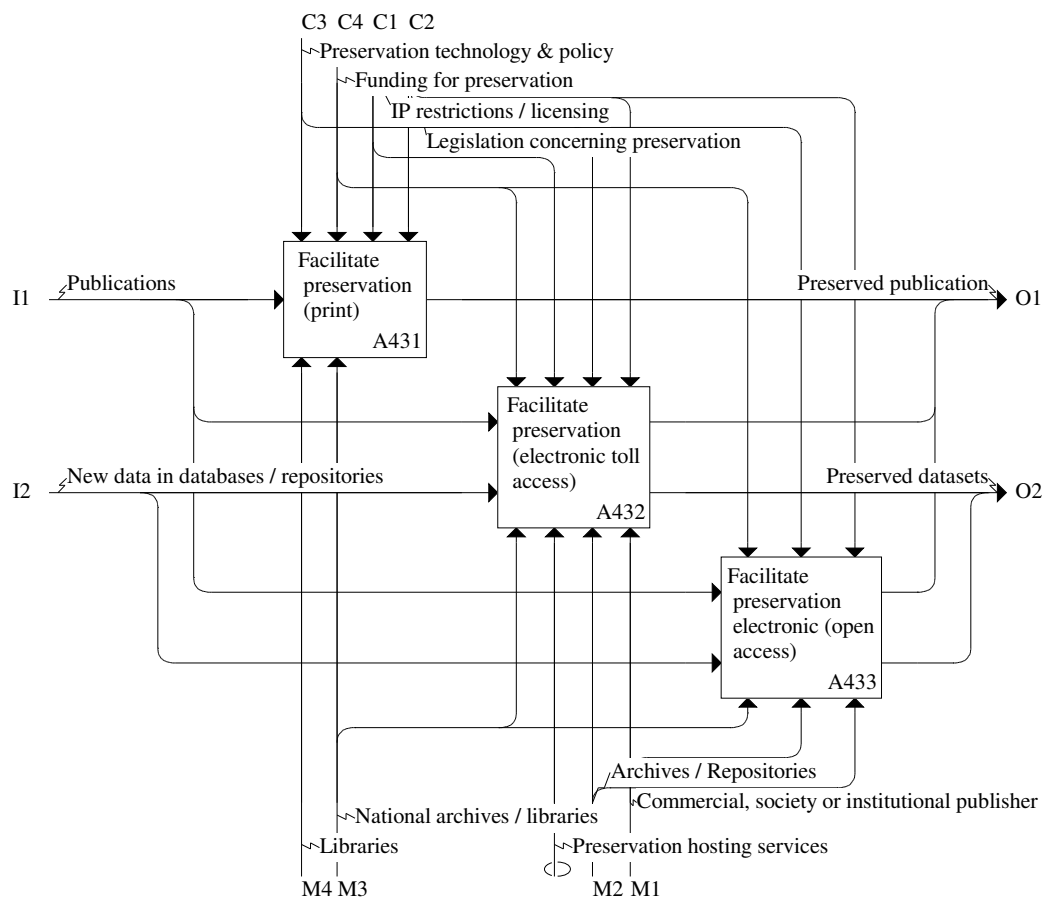 C3 C4 C1 C2
Preservation technology & policy
Funding for preservation
IP restrictions / licensing
Legislation concerning preservation
Facilitate
preservation
(print)
A431
I1
Publications
Preserved publication
O1
Facilitate
preservation
(electronic toll
access)
A432
I2
New data in databases / repositories
Preserved datasets
O2
Facilitate
preservation
electronic (open
access)
A433
Archives / Repositories
Commercial, society or institutional publisher
National archives / libraries
Libraries
Preservation hosting services
M4 M3
M2 M1